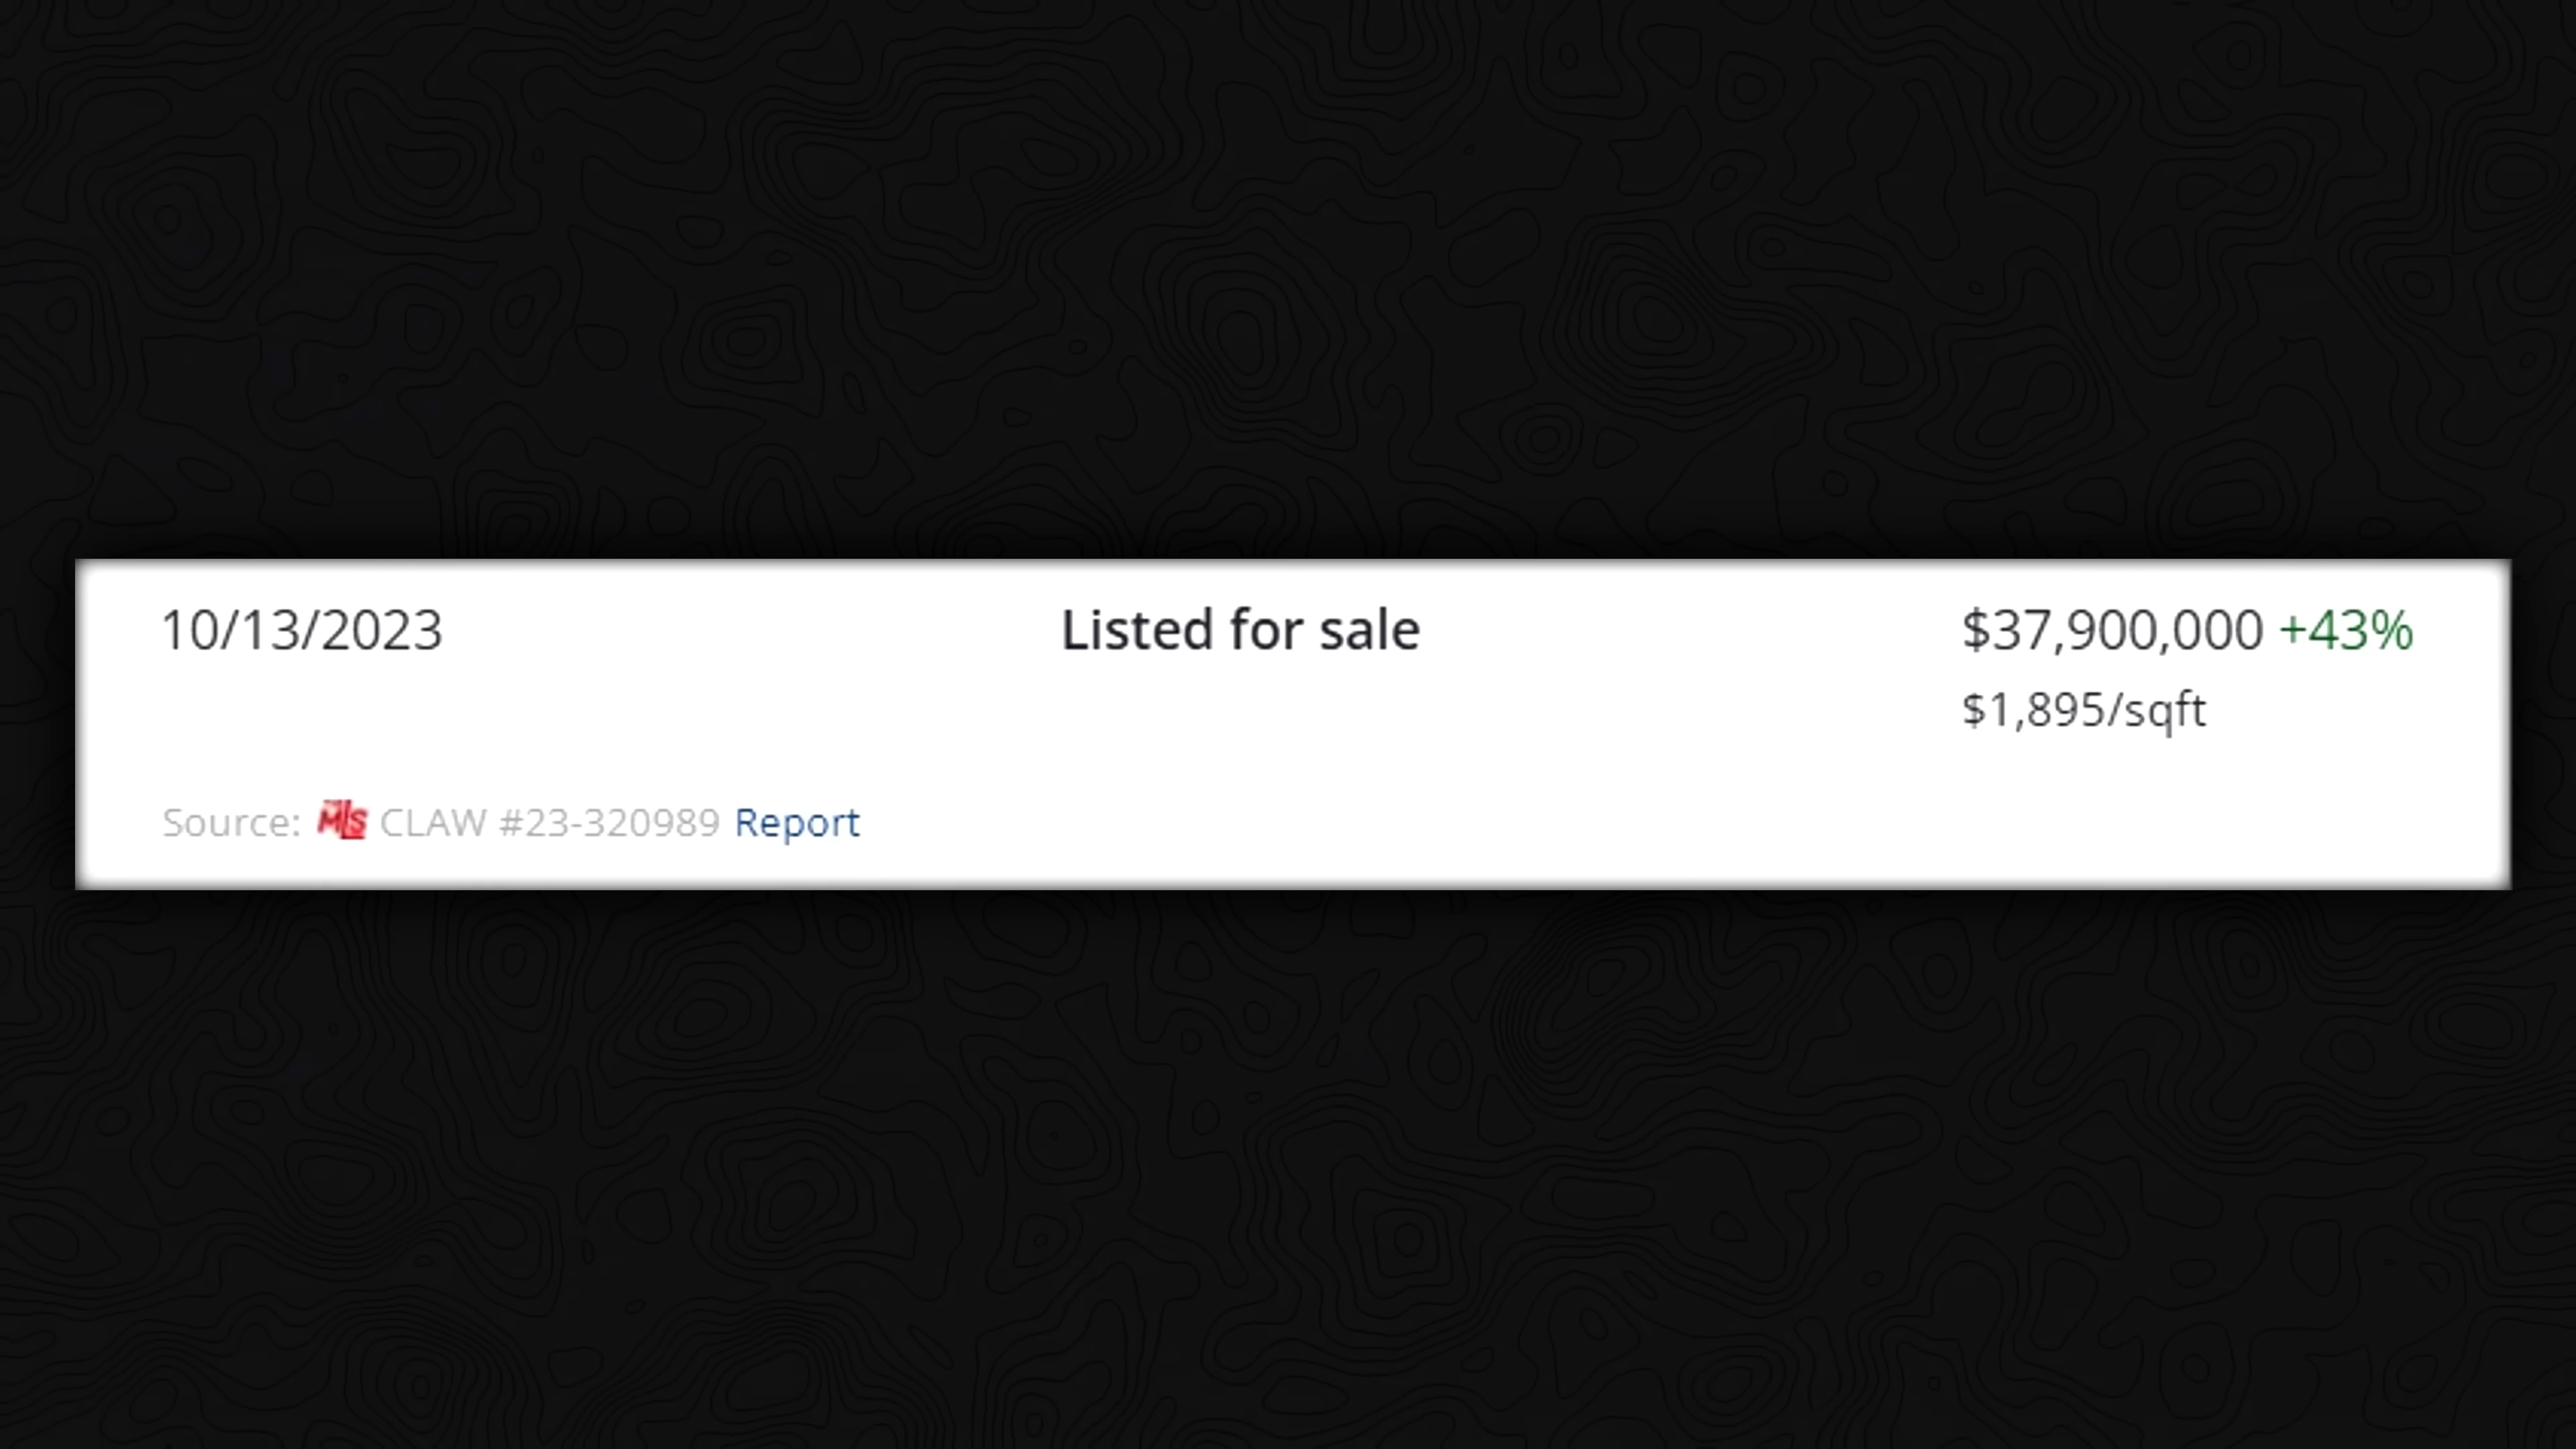 10/13/2023 Listed for sale $37,900,000 +43%
$1,895/sqft
Source: MLS CLAW #23-320989 Report